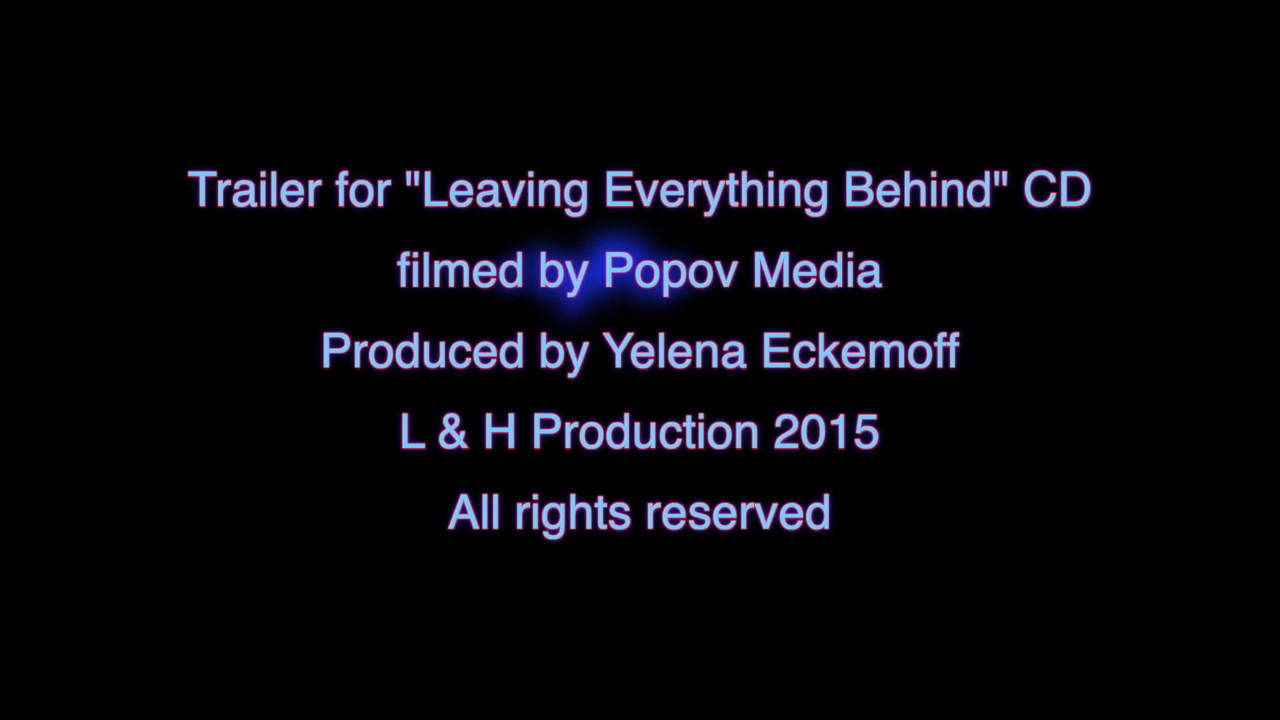 Trailer for "Leaving Everything Behind" CD
filmed by Popov Media
Produced by Yelena Eckemoff
L & H Production 2015
All rights reserved